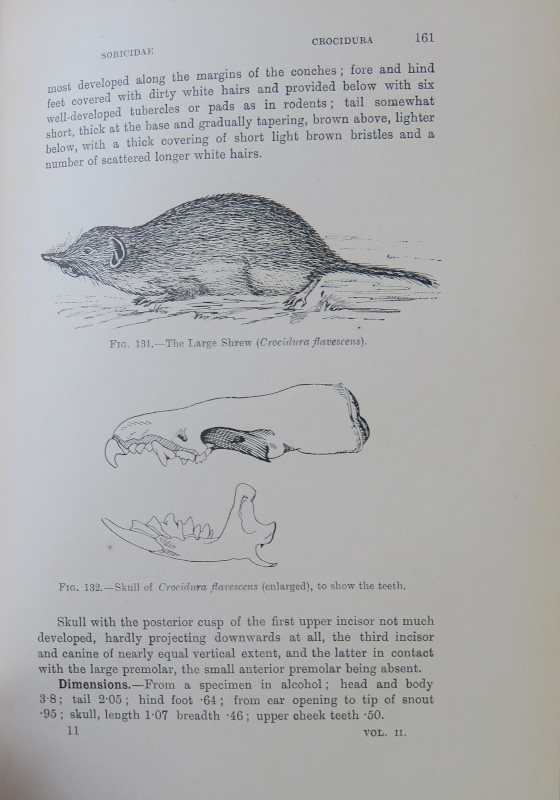 SORICIDAE CROCIDURA 161
most developed along the margins of the conches; fore and hind
feet covered with dirty white hairs and provided below with six
well-developed tubercles or pads as in rodents; tail somewhat
short, thick at the base and gradually tapering, brown above, lighter
below, with a thick covering of short light brown bristles and a
number of scattered longer white hairs.
FIG. 131.—The Large Shrew (Crocidura flavescens).
FIG. 132.—Skull of Crocidura flavescens (enlarged), to show the teeth.
Skull with the posterior cusp of the first upper incisor not much
developed, hardly projecting downwards at all, the third incisor
and canine of nearly equal vertical extent, and the latter in contact
with the large premolar, the small anterior premolar being absent.
Dimensions.—From a specimen in alcohol; head and body
3·8; tail 2·05; hind foot ·64; from ear opening to tip of snout
·95; skull, length 1·07 breadth ·46; upper cheek teeth ·50.
11 VOL. II.